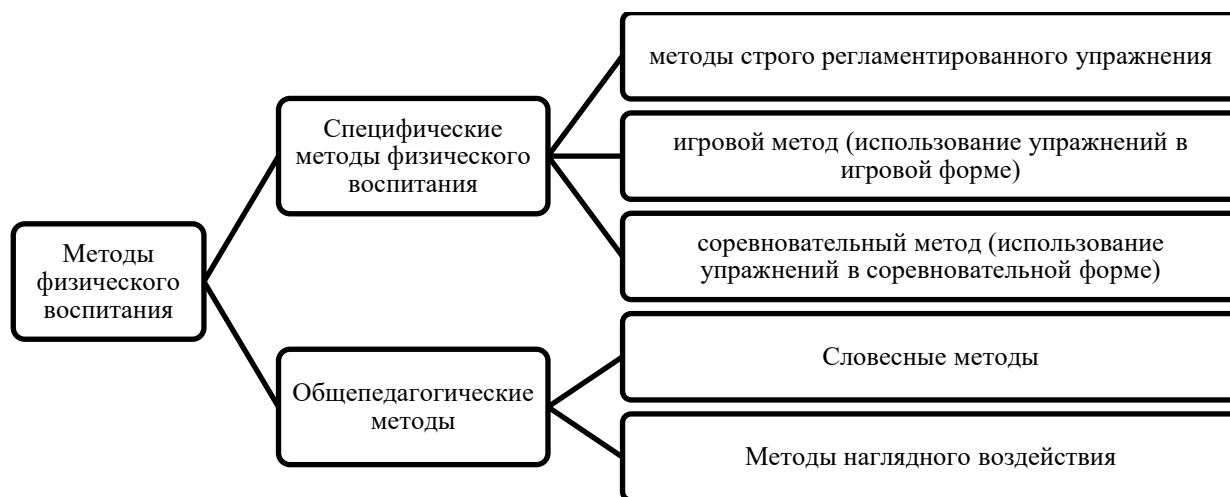 Методы
физического
воспитания
Специфические
методы физического
воспитания
методы строго регламентированного упражнения
игровой метод (использование упражнений в
игровой форме)
соревновательный метод (использование
упражнений в соревновательной форме)
Общепедагогические
методы
Словесные методы
Методы наглядного воздействия